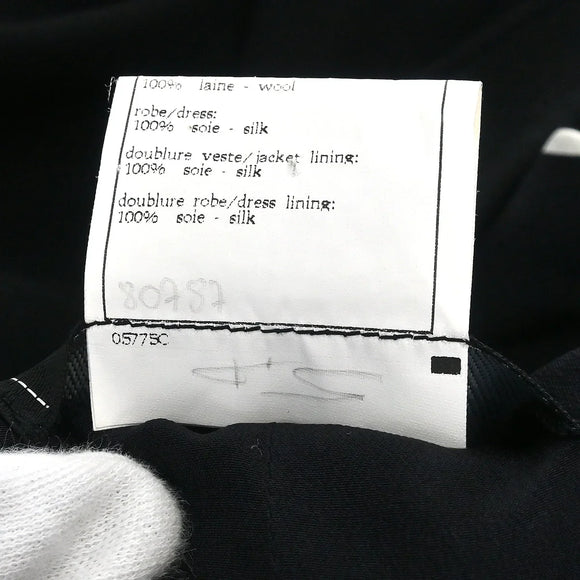 100% laine - wool
robe/dress:
100% soie - silk
doublure veste/jacket lining:
100% soie - silk
doublure robe/dress lining:
100% soie - silk
80787
05775C